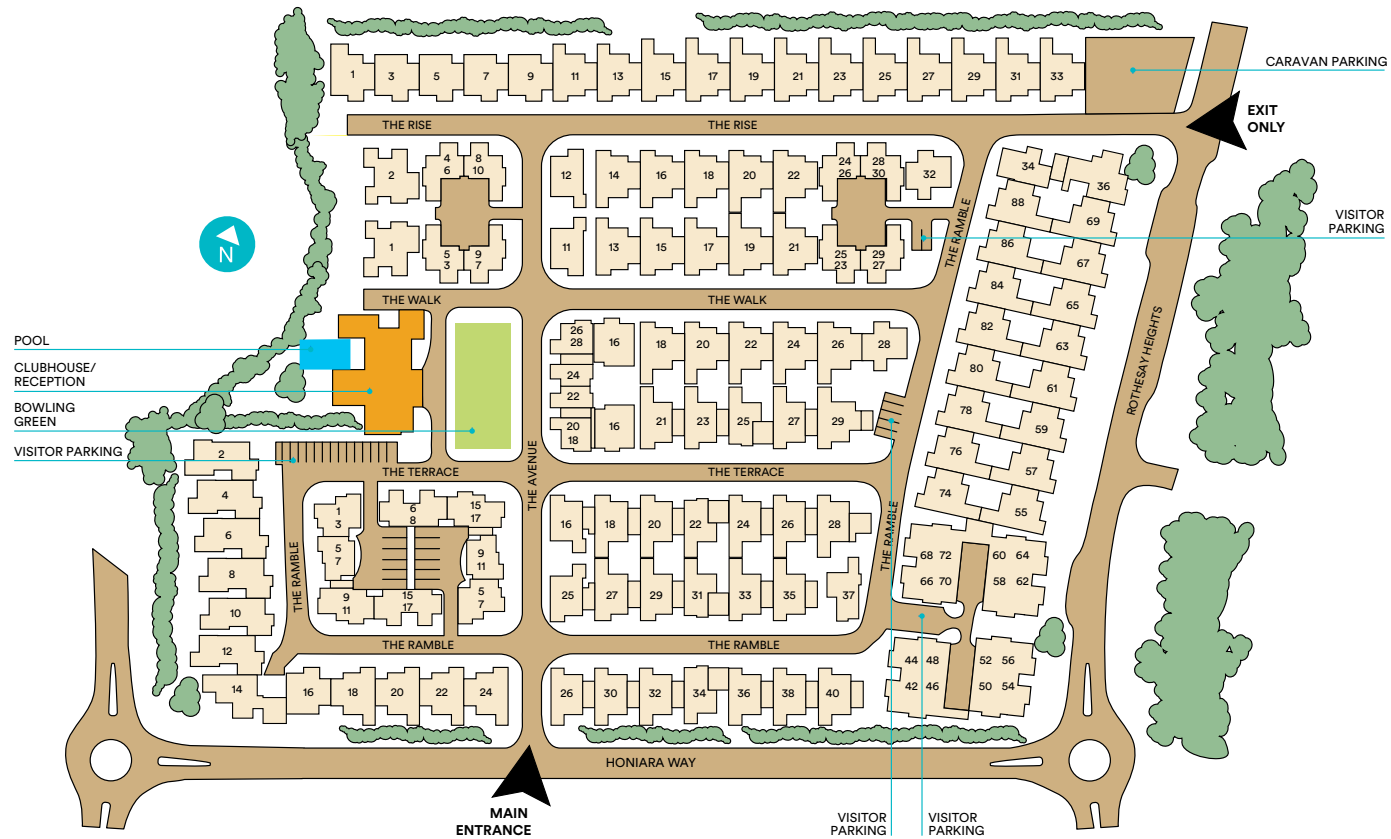 CARAVAN PARKING
1 3 5 7 9 11 13 15 17 19 21 23 25 27 29 31 33
EXIT
ONLY
THE RISE
THE RISE
2
4
6
8
10
12 14 16 18 20 22
24
26
28
30
32
34
36
VISITOR
PARKING
1
5
3
9
7
11 13 15 17 19 21
25
23
29
27
THE RAMBLE
88
69
86
67
84
65
82
63
80
61
78
59
76
57
74
55
N
THE WALK
THE WALK
ROTHESAY HEIGHTS
POOL
CLUBHOUSE/
RECEPTION
BOWLING
GREEN
VISITOR PARKING
26
28
16 18 20 22 24 26 28
24
22
20
18
16 21 23 25 27 29
THE AVENUE
THE TERRACE
THE TERRACE
2
4
6
8
10
12
14
THE RAMBLE
1
3
6
8
15
17
5
7
9
11
9
11
15
17
5
7
16 18 20 22 24 26 28
25 27 29 31 33 35 37
THE RAMBLE
68 72
66 70
60 64
58 62
THE RAMBLE
THE RAMBLE
44 48
42 46
52 56
50 54
16 18 20 22 24
26 30 32 34 36 38 40
HONIARA WAY
MAIN
ENTRANCE
VISITOR
PARKING
VISITOR
PARKING